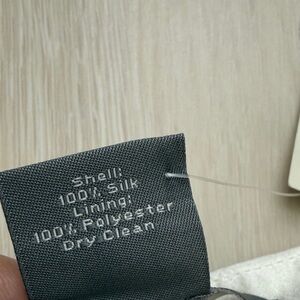 Shell:
100% Silk
Lining:
100% Polyester
Dry Clean